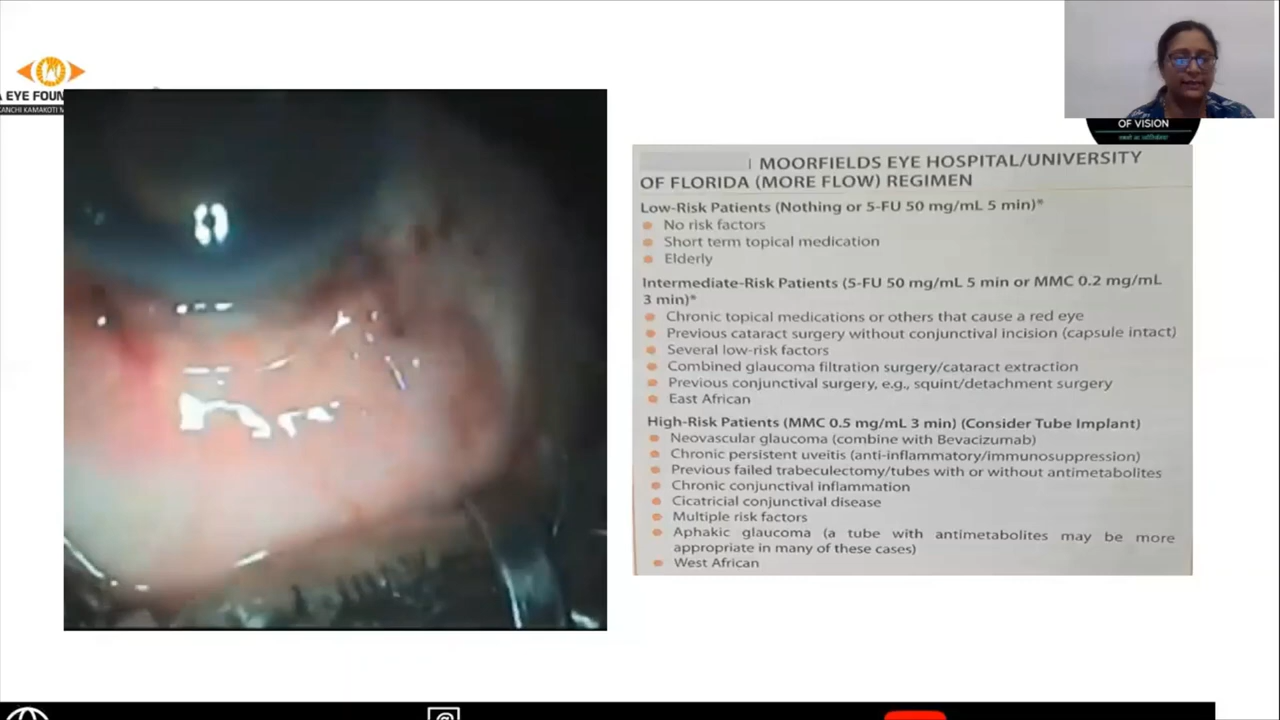 A EYE FOUN
KANCHI KAMAKOTI M
OF VISION
MOORFIELDS EYE HOSPITAL/UNIVERSITY
OF FLORIDA (MORE FLOW) REGIMEN
Low-Risk Patients (Nothing or 5-FU 50 mg/mL 5 min)*
No risk factors
Short term topical medication
Elderly
Intermediate-Risk Patients (5-FU 50 mg/mL 5 min or MMC 0.2 mg/mL
3 min)*
Chronic topical medications or others that cause a red eye
Previous cataract surgery without conjunctival incision (capsule intact)
Several low-risk factors
Combined glaucoma filtration surgery/cataract extraction
Previous conjunctival surgery, e.g., squint/detachment surgery
East African
High-Risk Patients (MMC 0.5 mg/mL 3 min) (Consider Tube Implant)
Neovascular glaucoma (combine with Bevacizumab)
Chronic persistent uveitis (anti-inflammatory/immunosuppression)
Previous failed trabeculectomy/tubes with or without antimetabolites
Chronic conjunctival inflammation
Cicatricial conjunctival disease
Multiple risk factors
Aphakic glaucoma (a tube with antimetabolites may be more
appropriate in many of these cases)
West African